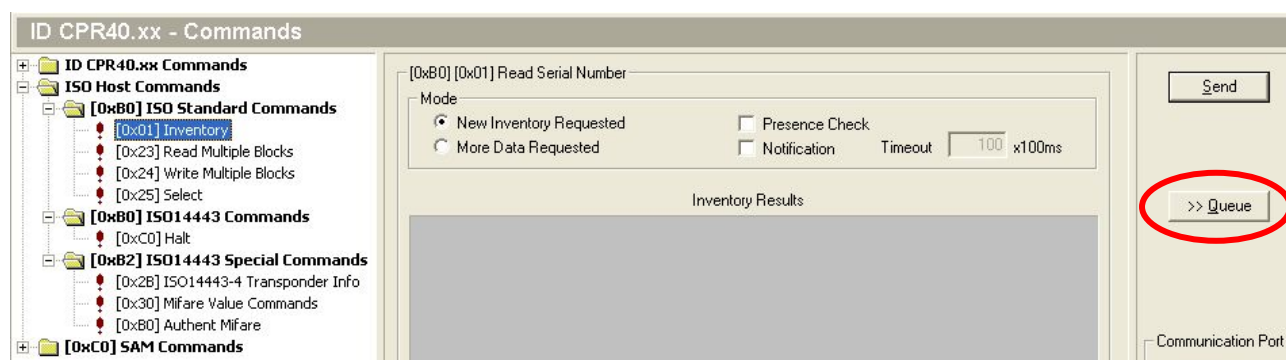 ID CPR40.xx - Commands
ID CPR40.xx Commands
ISO Host Commands
[0xB0] ISO Standard Commands
[0x01] Inventory
[0x23] Read Multiple Blocks
[0x24] Write Multiple Blocks
[0x25] Select
[0xB0] ISO14443 Commands
[0xC0] Halt
[0xB2] ISO14443 Special Commands
[0x2B] ISO14443-4 Transponder Info
[0x30] Mifare Value Commands
[0xB0] Authent Mifare
[0xC0] SAM Commands
[0xB0] [0x01] Read Serial Number
Mode
New Inventory Requested
Presence Check
More Data Requested
Notification Timeout 100 x100ms
Inventory Results
Send
>> Queue
Communication Port